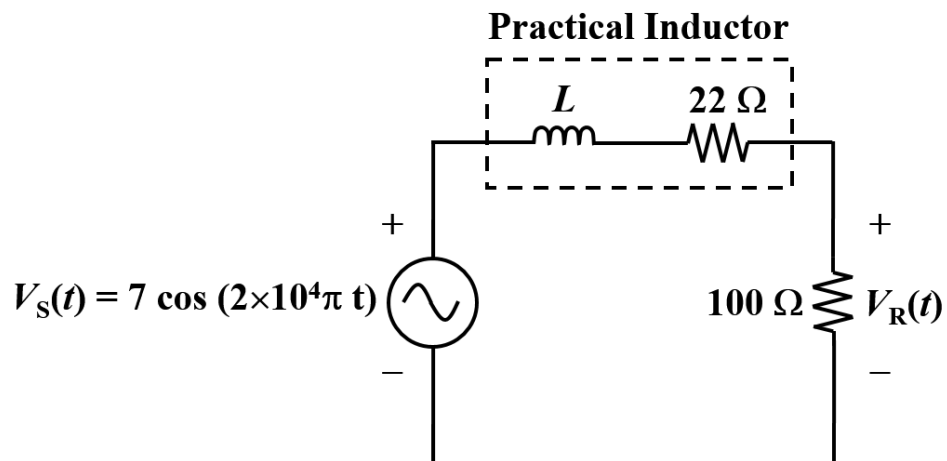 Practical Inductor
L
22 Ω
+
+
V_S(t) = 7 cos (2×10⁴π t)
100 Ω
V_R(t)
−
−